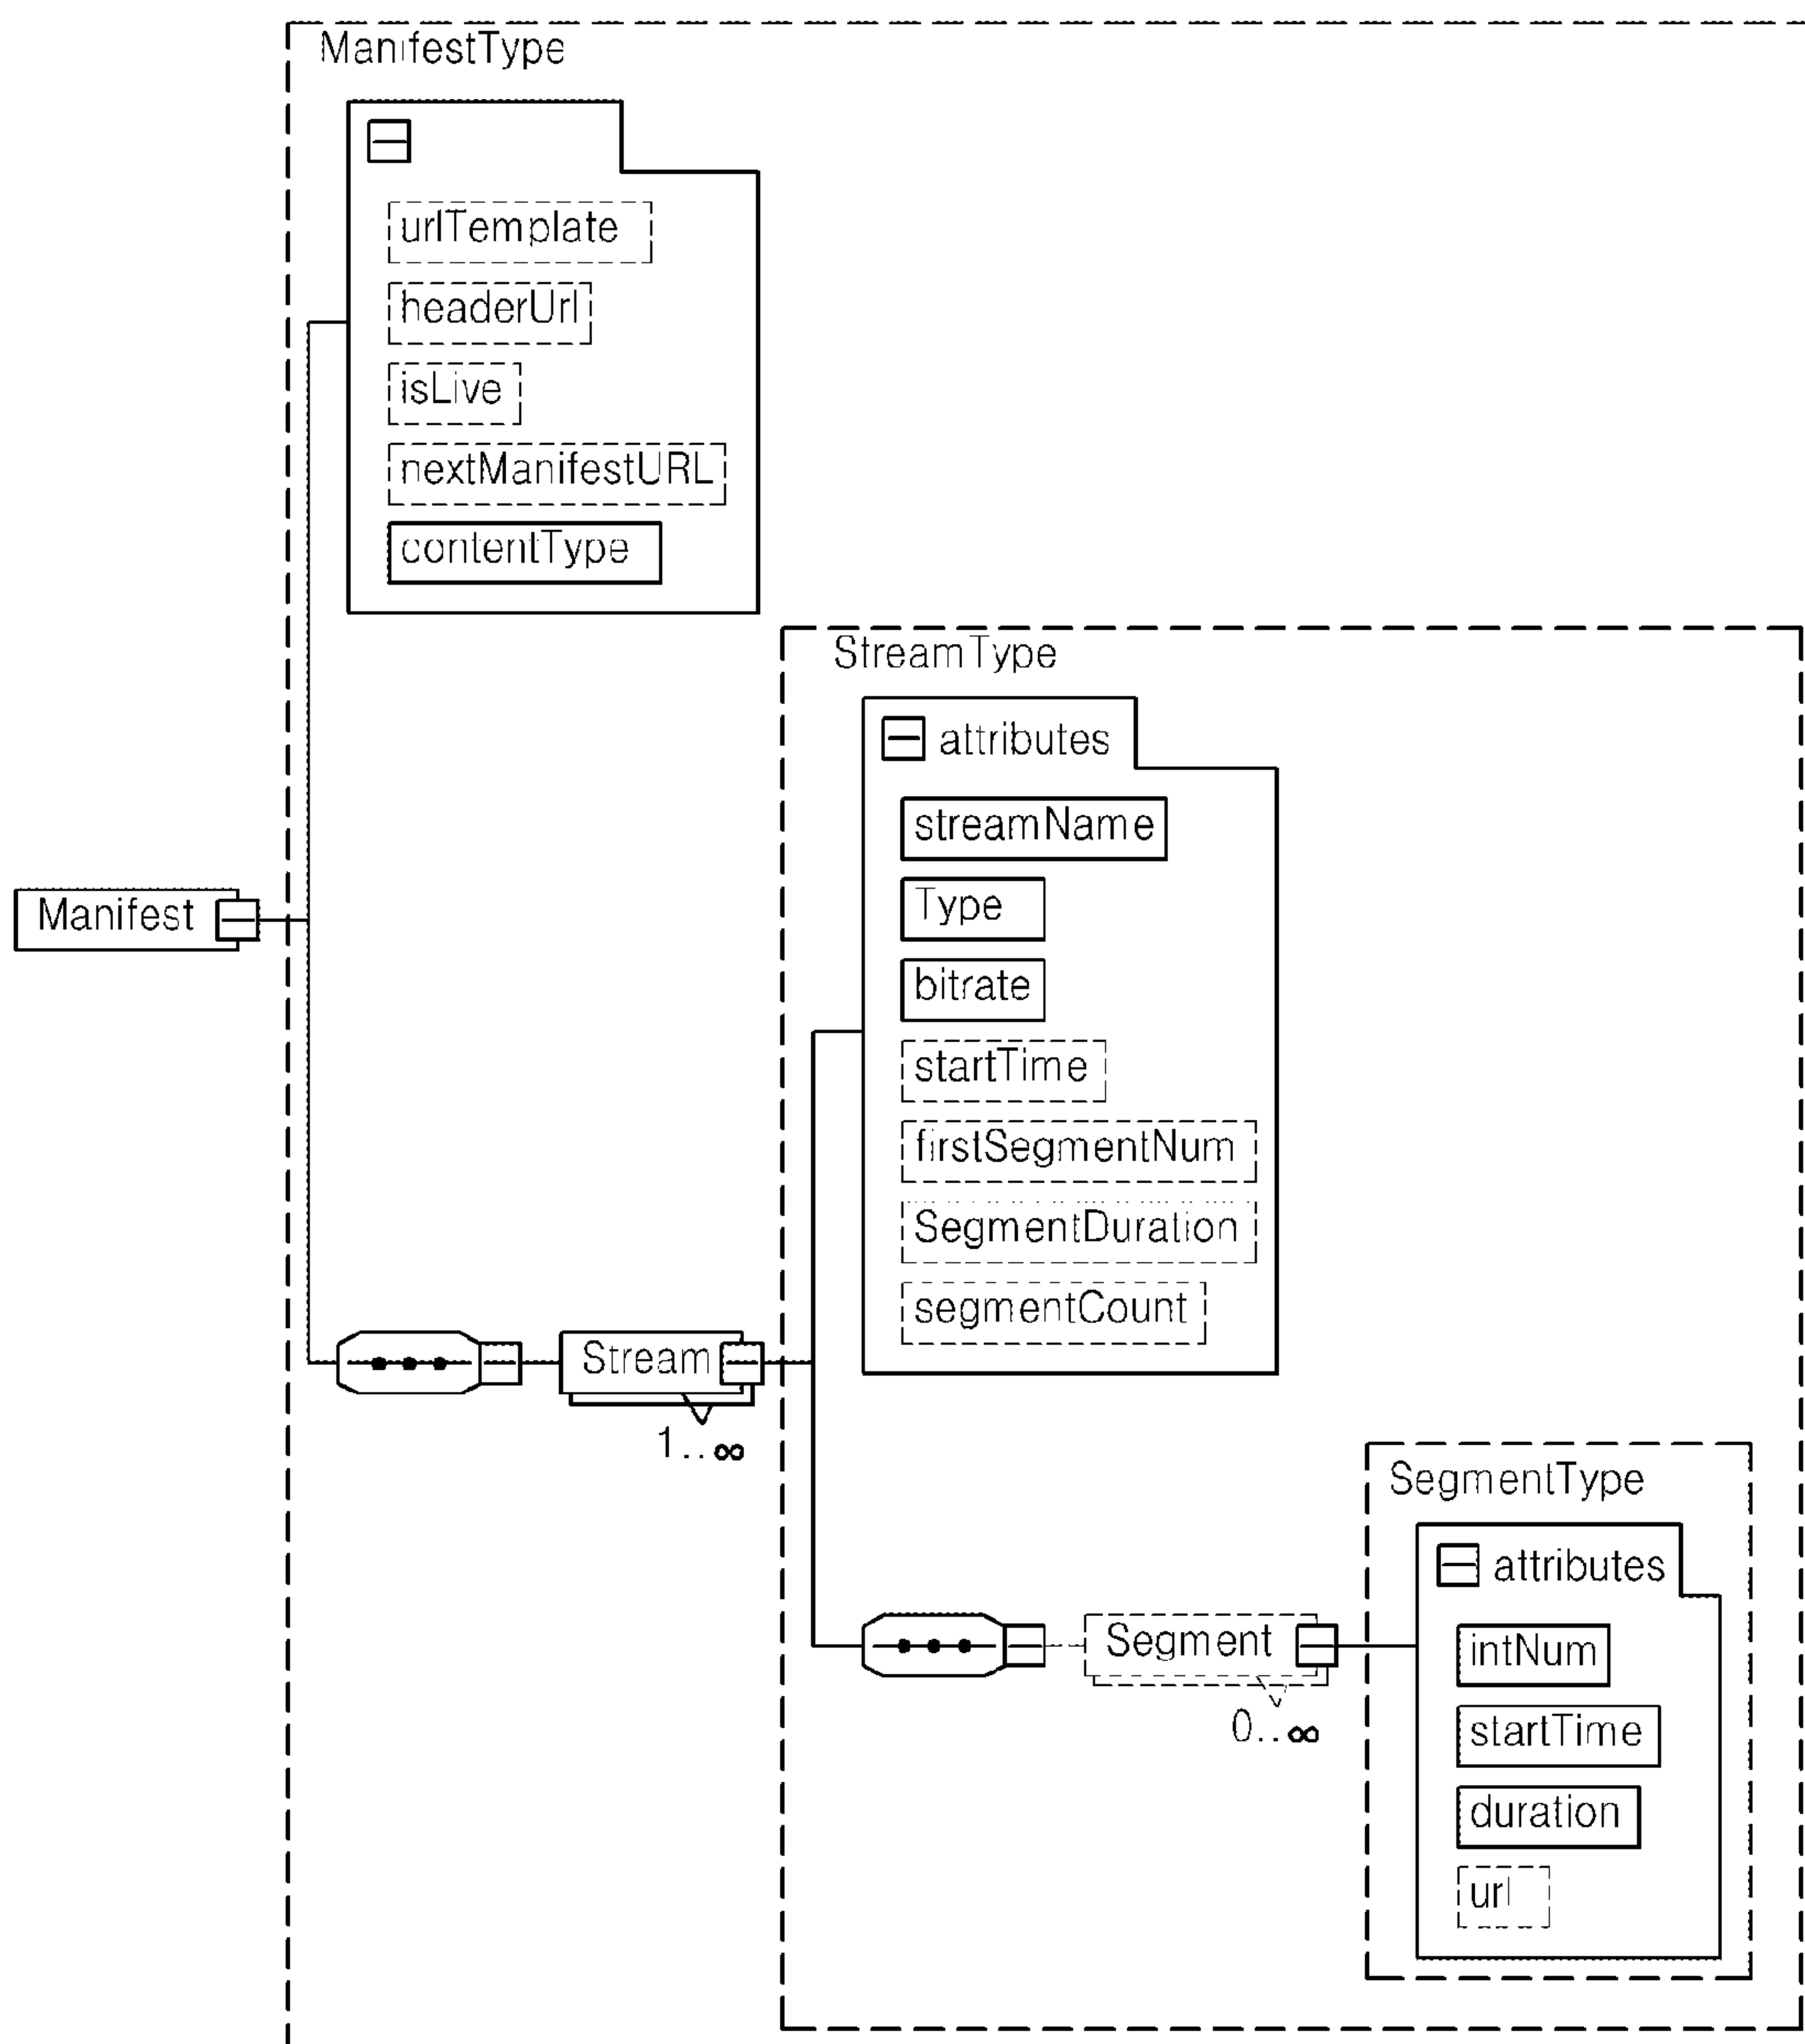 ManifestType
urlTemplate
headerUrl
isLive
nextManifestURL
contentType
StreamType
attributes
streamName
Type
bitrate
startTime
firstSegmentNum
SegmentDuration
segmentCount
Manifest
Stream
1..∞
SegmentType
attributes
intNum
startTime
duration
url
Segment
0..∞